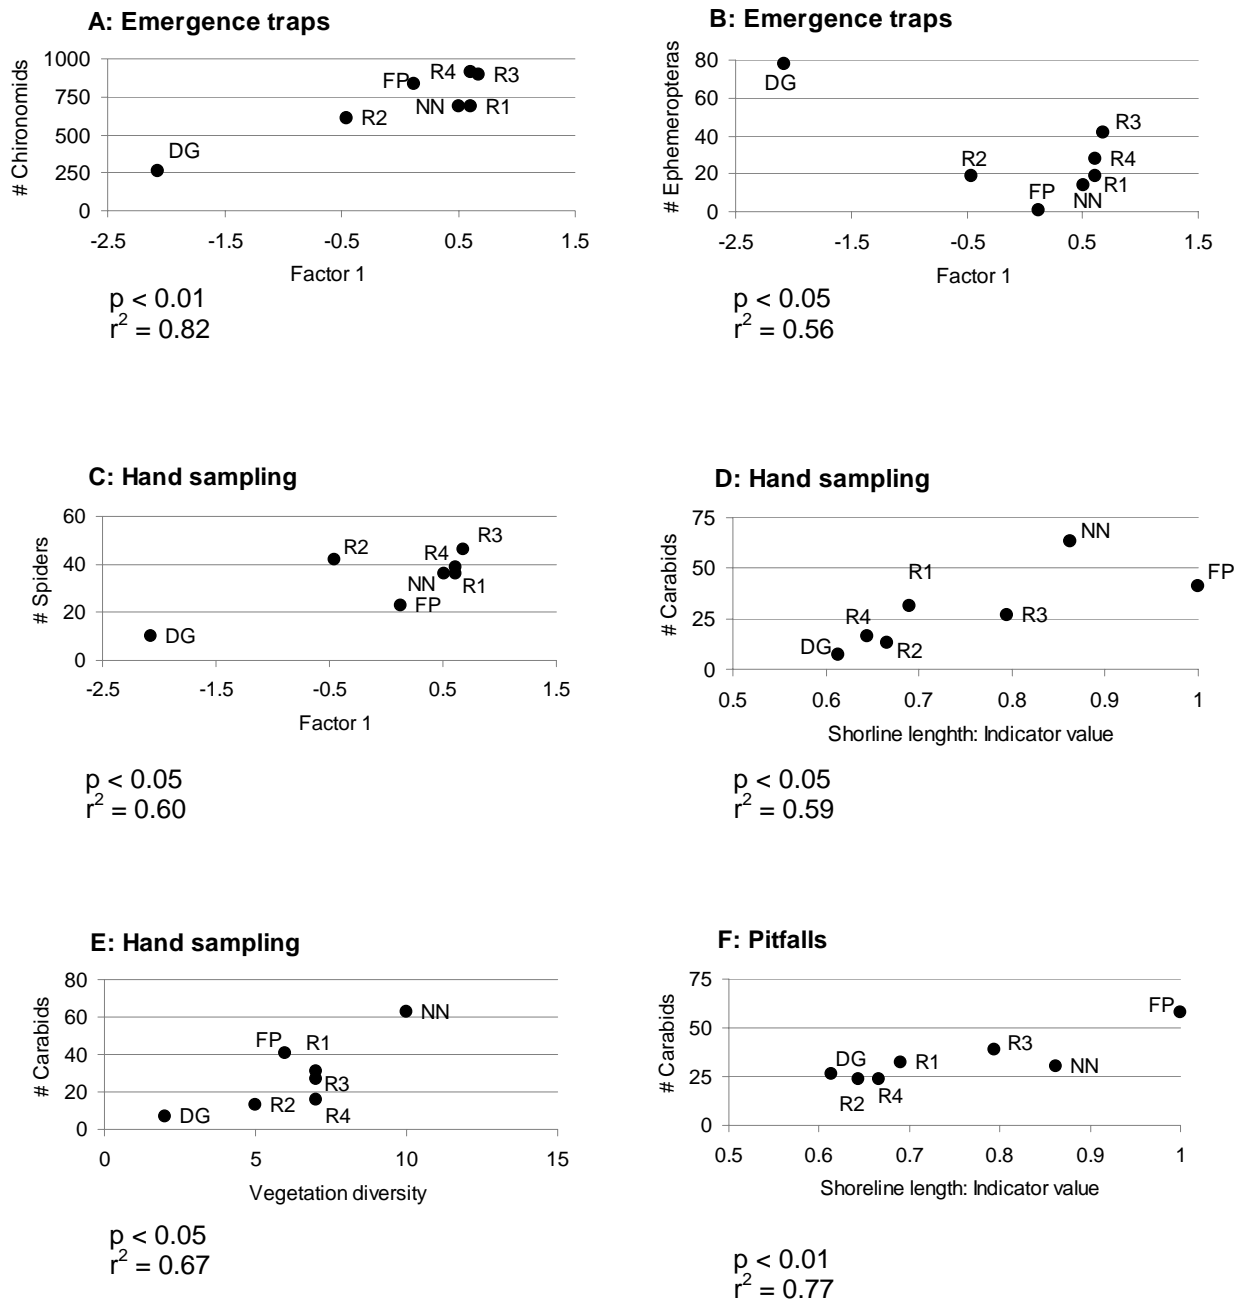 A: Emergence traps
# Chironomids
1000
750
500
250
0
DG
R2
FP
R4
R3
NN
R1
-2.5
-1.5
-0.5
0.5
1.5
Factor 1
p < 0.01
r² = 0.82
B: Emergence traps
# Ephemeropteras
80
60
40
20
0
DG
R2
FP
R3
R4
R1
NN
-2.5
-1.5
-0.5
0.5
1.5
Factor 1
p < 0.05
r² = 0.56
C: Hand sampling
# Spiders
60
40
20
0
DG
R2
R3
R4
NN
R1
FP
-2.5
-1.5
-0.5
0.5
1.5
Factor 1
p < 0.05
r² = 0.60
D: Hand sampling
# Carabids
75
50
25
0
DG
R4
R2
R1
R3
NN
FP
0.5
0.6
0.7
0.8
0.9
1
Shorline lenghth: Indicator value
p < 0.05
r² = 0.59
E: Hand sampling
# Carabids
80
60
40
20
0
DG
R2
FP
R1
R3
R4
NN
0
5
10
15
Vegetation diversity
p < 0.05
r² = 0.67
F: Pitfalls
# Carabids
75
50
25
0
DG
R2
R4
R1
R3
NN
FP
0.5
0.6
0.7
0.8
0.9
1
Shoreline length: Indicator value
p < 0.01
r² = 0.77